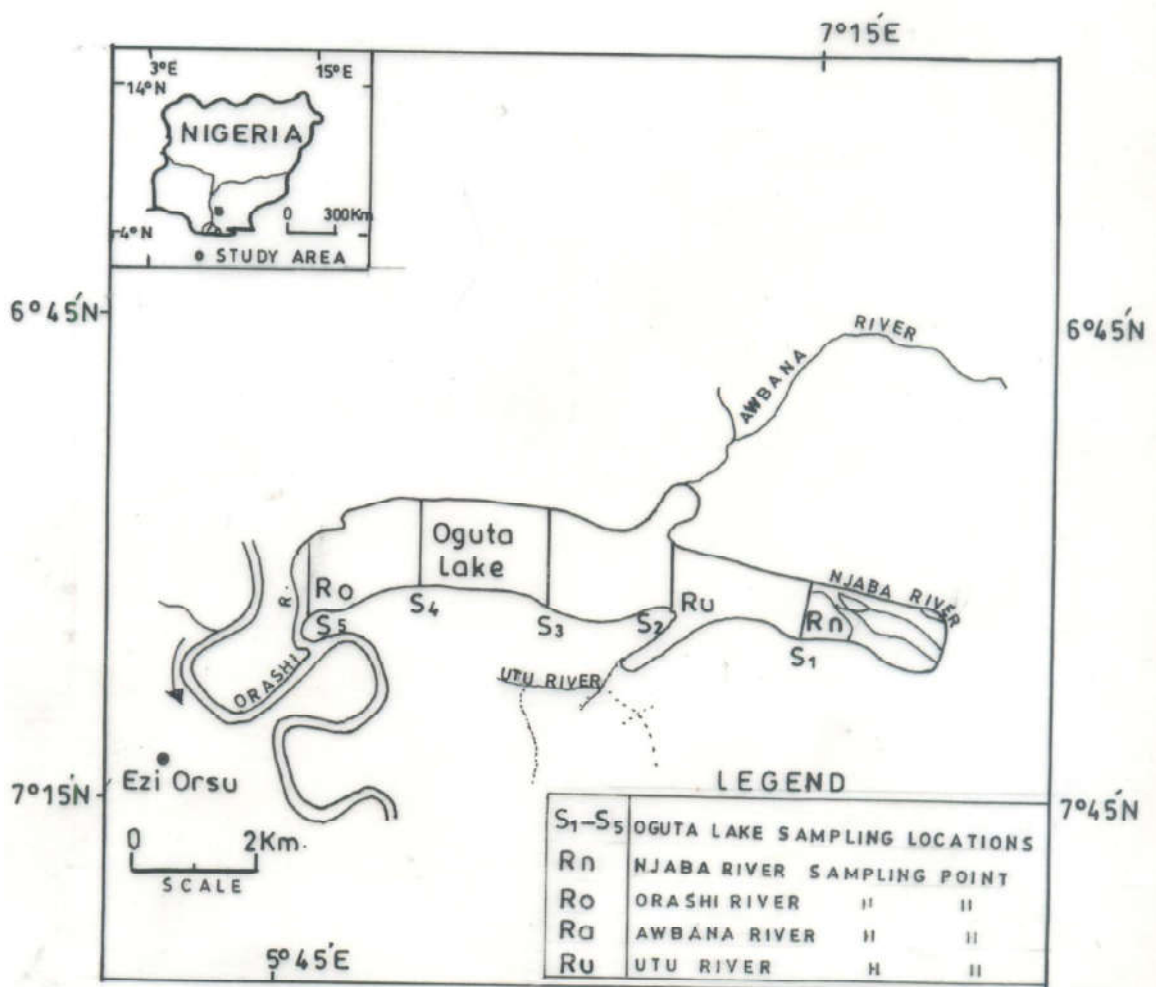 7°15'E
3°E 15°E
14°N
NIGERIA
0 300Km
4°N
STUDY AREA
6°45'N 6°45'N
AWBANA RIVER
Oguta
Lake
NJABA RIVER
R. ORASHI
Ro
Ru
Rn
S5
S4
S3
S2
S1
UTU RIVER
Ezi Orsu
7°15'N 7°45'N
0 2Km.
SCALE
5°45'E
LEGEND
S1-S5 OGUTA LAKE SAMPLING LOCATIONS
Rn NJABA RIVER SAMPLING POINT
Ro ORASHI RIVER " "
Ra AWBANA RIVER " "
Ru UTU RIVER " "